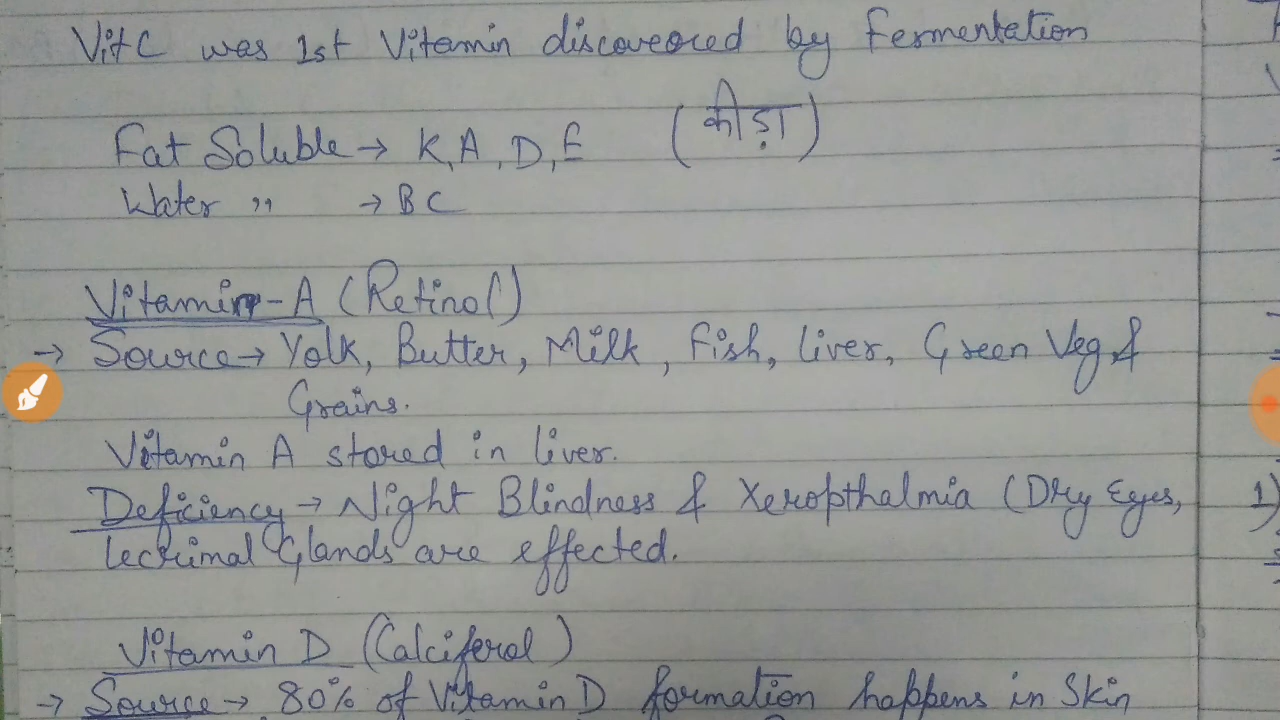 Vit C was 1st Vitamin discoveored by Fermentation
Fat Soluble → K, A, D, E (कीड़ा)
Water ,, → B C
Vitamin-A (Retinol)
→ Source → Yolk, Butter, Milk, Fish, liver, Green Veg &
Grains.
Vitamin A stored in liver.
Deficiency → Night Blindness & Xeropthalmia (Dry Eyes,
lecrimal Glands are effected.
Vitamin D (Calciferol)
→ Source → 80% of Vitamin D formation happens in Skin
1)